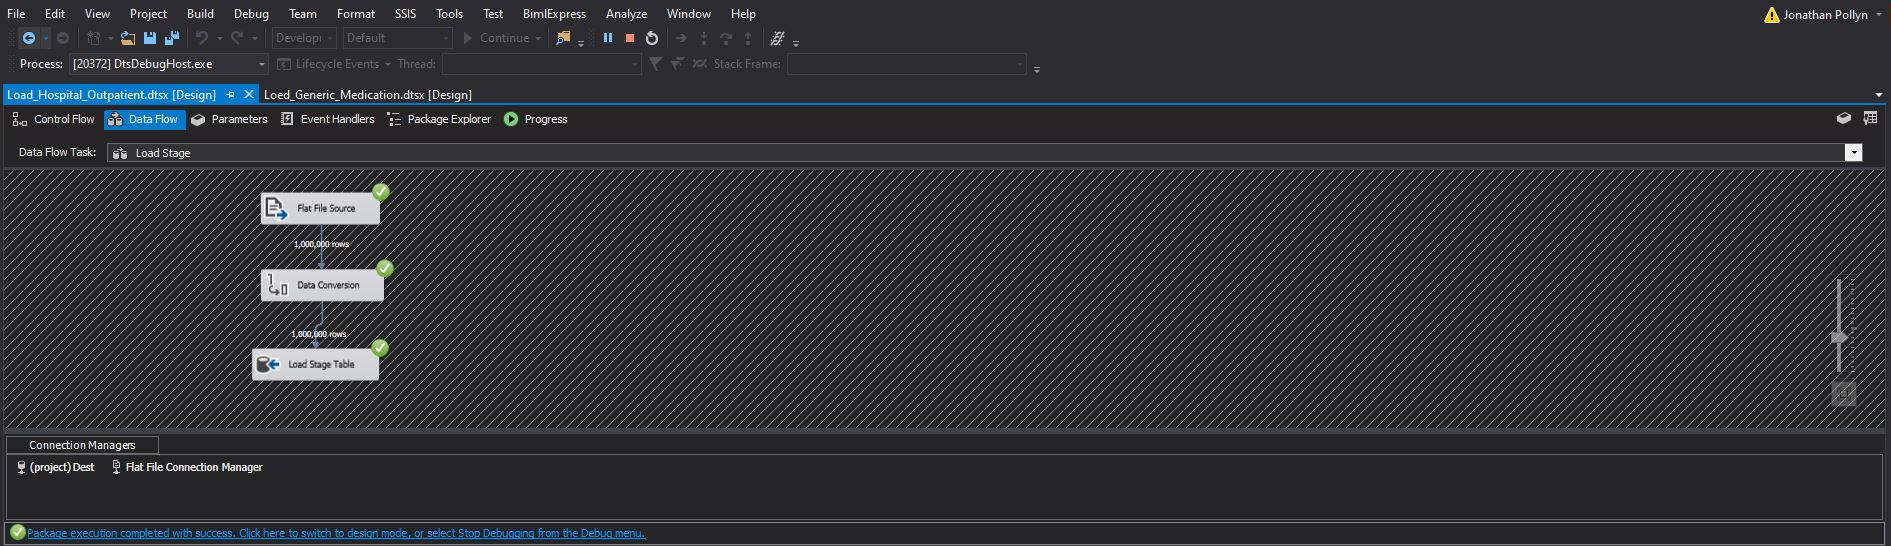 File Edit View Project Build Debug Team Format SSIS Tools Test BimlExpress Analyze Window Help Jonathan Pollyn
Developi Default Continue
Process: [20372] DtsDebugHost.exe Lifecycle Events Thread: Stack Frame:
Load_Hospital_Outpatient.dtsx [Design] Loed_Generic_Medication.dtsx [Design]
Control Flow Data Flow Parameters Event Handlers Package Explorer Progress
Data Flow Task: Load Stage
Flat File Source
1,000,000 rows
Data Conversion
1,000,000 rows
Load Stage Table
Connection Managers
(project) Dest Flat File Connection Manager
Package execution completed with success. Click here to switch to design mode, or select Stop Debugging from the Debug menu.